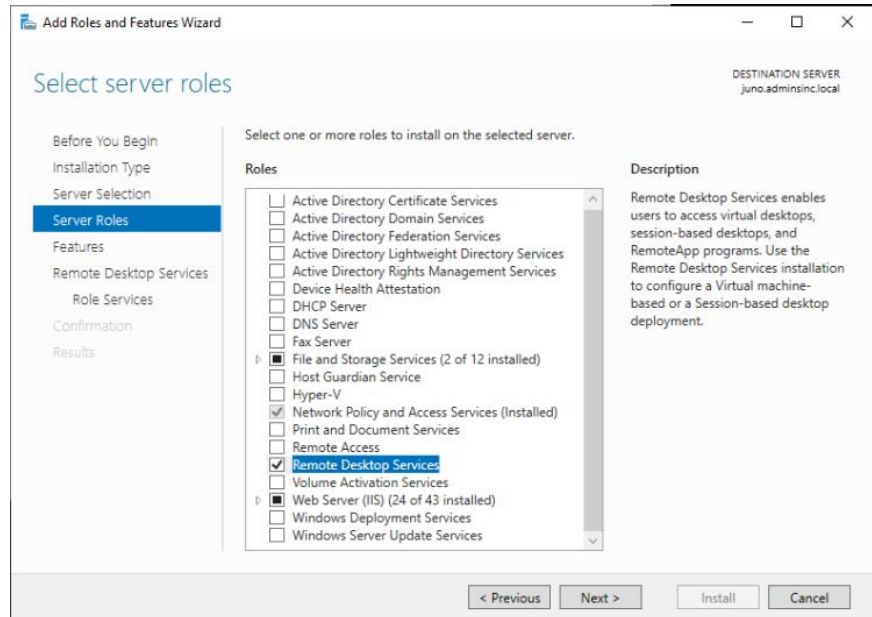 Add Roles and Features Wizard
Select server roles
DESTINATION SERVER
juno.adminsinc.local
Before You Begin
Installation Type
Server Selection
Server Roles
Features
Remote Desktop Services
Role Services
Confirmation
Results
Select one or more roles to install on the selected server.
Roles
Active Directory Certificate Services
Active Directory Domain Services
Active Directory Federation Services
Active Directory Lightweight Directory Services
Active Directory Rights Management Services
Device Health Attestation
DHCP Server
DNS Server
Fax Server
File and Storage Services (2 of 12 installed)
Host Guardian Service
Hyper-V
Network Policy and Access Services (Installed)
Print and Document Services
Remote Access
Remote Desktop Services
Volume Activation Services
Web Server (IIS) (24 of 43 installed)
Windows Deployment Services
Windows Server Update Services
Description
Remote Desktop Services enables
users to access virtual desktops,
session-based desktops, and
RemoteApp programs. Use the
Remote Desktop Services installation
to configure a Virtual machine-
based or a Session-based desktop
deployment.
< Previous
Next >
Install
Cancel